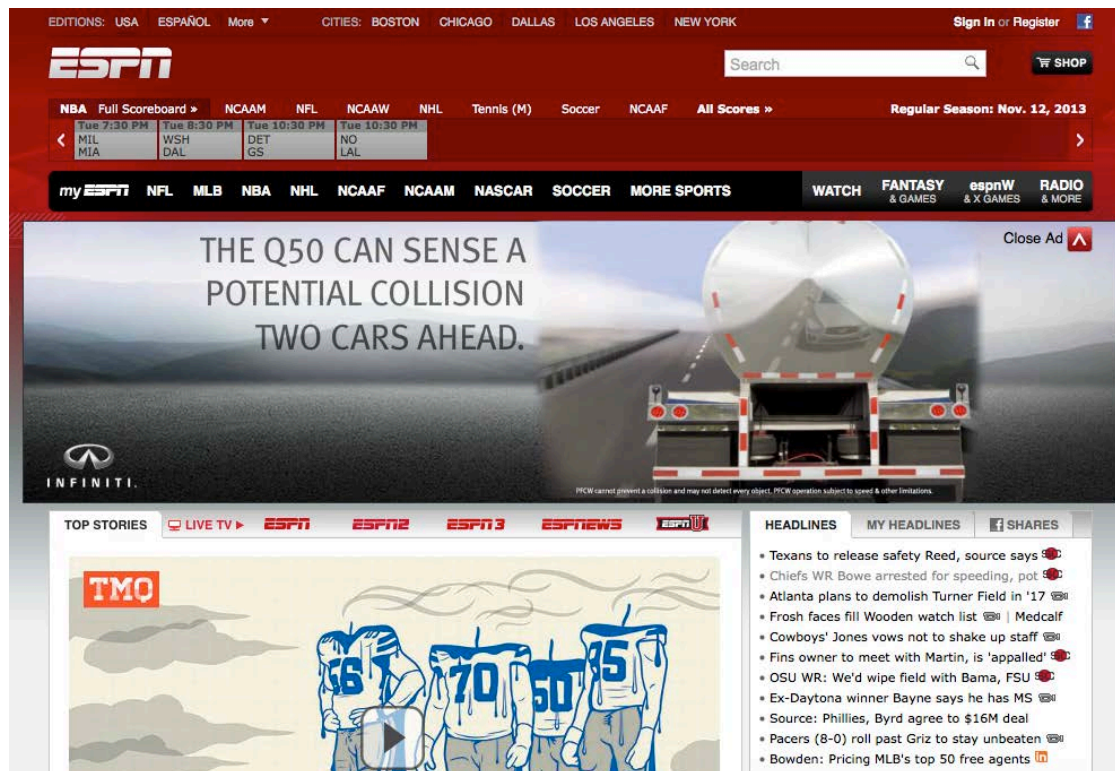 EDITIONS: USA ESPAÑOL More CITIES: BOSTON CHICAGO DALLAS LOS ANGELES NEW YORK Sign In or Register f
ESPN Search SHOP
NBA Full Scoreboard » NCAAM NFL NCAAW NHL Tennis (M) Soccer NCAAF All Scores » Regular Season: Nov. 12, 2013
Tue 7:30 PM Tue 8:30 PM Tue 10:30 PM Tue 10:30 PM
MIL WSH DET NO
MIA DAL GS LAL
my ESPN NFL MLB NBA NHL NCAAF NCAAM NASCAR SOCCER MORE SPORTS WATCH FANTASY & GAMES espnW & X GAMES RADIO & MORE
Close Ad
THE Q50 CAN SENSE A
POTENTIAL COLLISION
TWO CARS AHEAD.
INFINITI.
PFCW cannot prevent a collision and may not detect every object. PFCW operation subject to speed & other limitations.
TOP STORIES LIVE TV ESPN ESPN2 ESPN3 ESPNEWS ESPNU
TMQ
56 70 50 85
HEADLINES MY HEADLINES f SHARES
Texans to release safety Reed, source says
Chiefs WR Bowe arrested for speeding, pot
Atlanta plans to demolish Turner Field in '17
Frosh faces fill Wooden watch list | Medcalf
Cowboys' Jones vows not to shake up staff
Fins owner to meet with Martin, is 'appalled'
OSU WR: We'd wipe field with Bama, FSU
Ex-Daytona winner Bayne says he has MS
Source: Phillies, Byrd agree to $16M deal
Pacers (8-0) roll past Griz to stay unbeaten
Bowden: Pricing MLB's top 50 free agents in